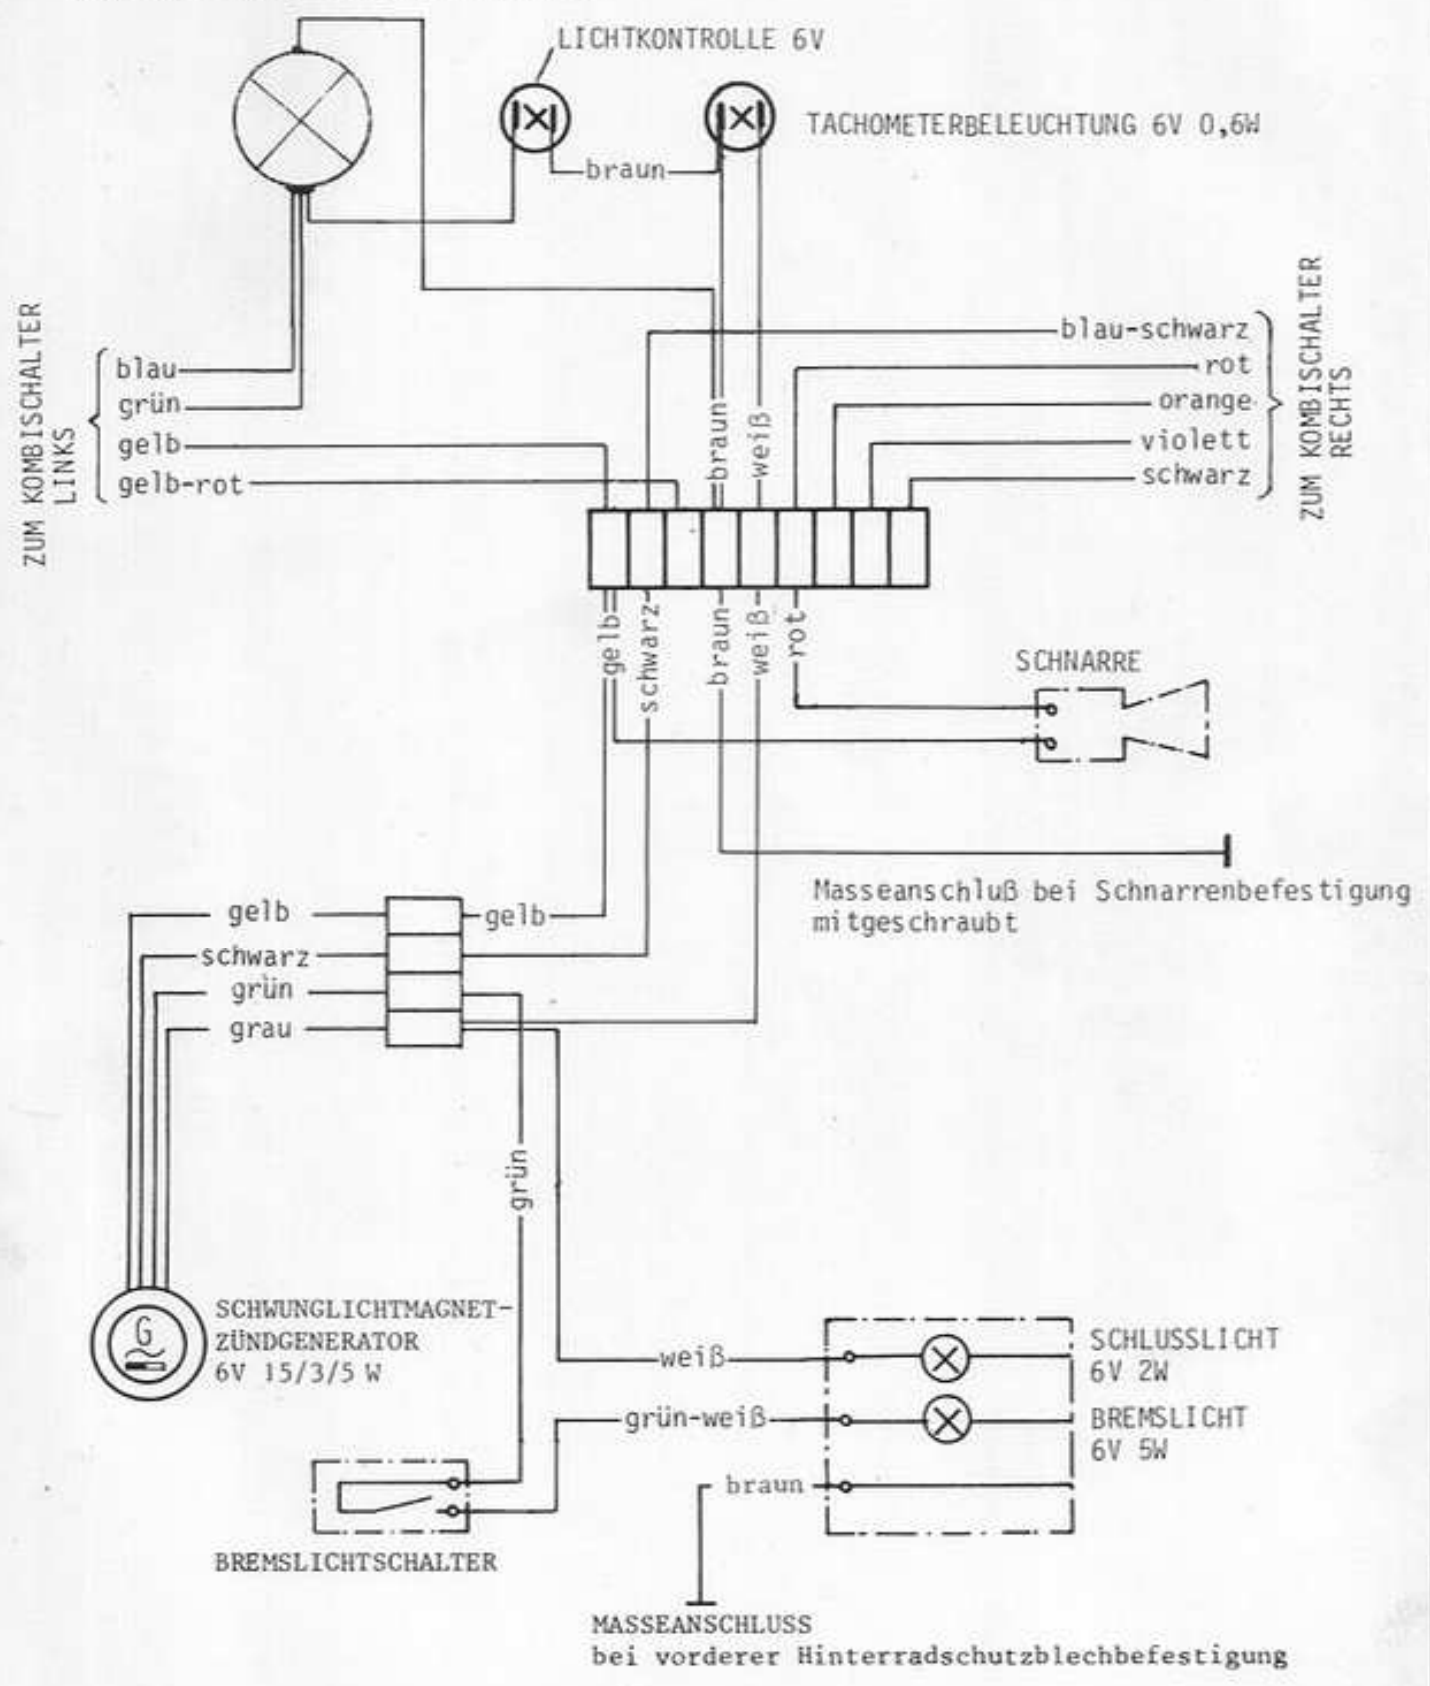 LICHTKONTROLLE 6V
TACHOMETERBELEUCHTUNG 6V 0,6W
braun
ZUM KOMBISCHALTER
LINKS
blau
grün
gelb
gelb-rot
braun
weiß
blau-schwarz
rot
orange
violett
schwarz
ZUM KOMBISCHALTER
RECHTS
gelb
schwarz
braun
weiß
rot
SCHNARRE
Masseanschluß bei Schnarrenbefestigung
mitgeschraubt
gelb
gelb
schwarz
grün
grau
grün
G
SCHWUNGLICHTMAGNET-
ZÜNDGENERATOR
6V 15/3/5 W
weiß
SCHLUSSLICHT
6V 2W
grün-weiß
BREMSLICHT
6V 5W
braun
BREMSLICHTSCHALTER
MASSEANSCHLUSS
bei vorderer Hinterradschutzblechbefestigung